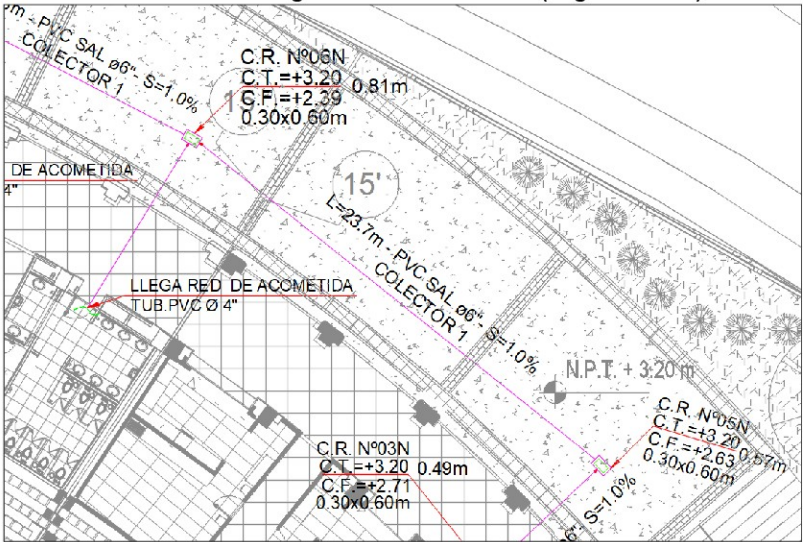 m - PVC SAL ø6"- S=1.0%
COLECTOR 1
C.R. Nº06N
C.T.=+3.20 0.81m
C.F.=+2.39
0.30x0.60m
DE ACOMETIDA
4"
15'
L=23.7m - PVC SAL ø6"- S=1.0%
COLECTOR 1
LLEGA RED DE ACOMETIDA
TUB.PVC Ø 4"
N.P.T. + 3.20 m
C.R. Nº05N
C.T.=+3.20 0.57m
C.F.=+2.63
0.30x0.60m
C.R. Nº03N
C.T.=+3.20 0.49m
C.F.=+2.71
0.30x0.60m
6"- S=1.0%